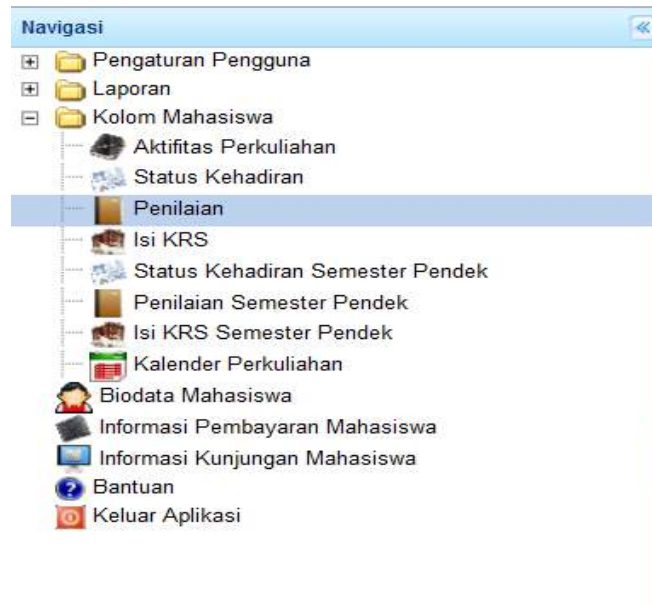 Navigasi
Pengaturan Pengguna
Laporan
Kolom Mahasiswa
Aktifitas Perkuliahan
Status Kehadiran
Penilaian
Isi KRS
Status Kehadiran Semester Pendek
Penilaian Semester Pendek
Isi KRS Semester Pendek
Kalender Perkuliahan
Biodata Mahasiswa
Informasi Pembayaran Mahasiswa
Informasi Kunjungan Mahasiswa
Bantuan
Keluar Aplikasi